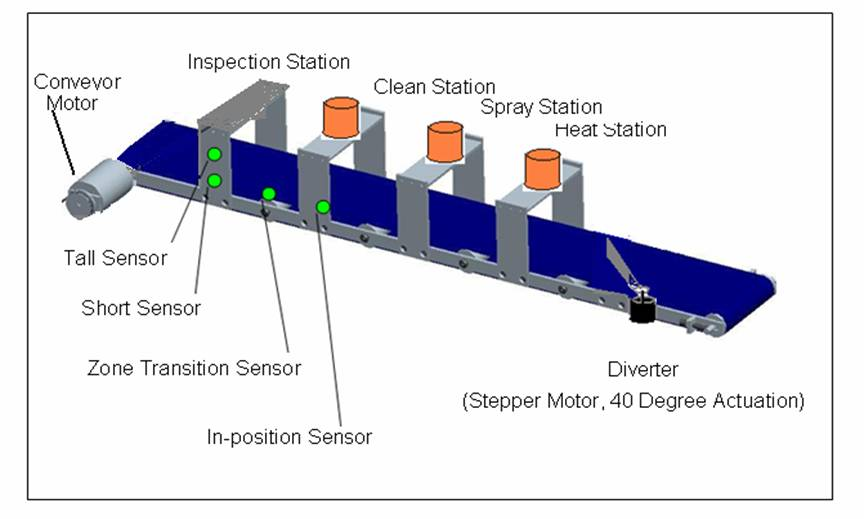 Inspection Station
Conveyor
Motor
Clean Station
Spray Station
Heat Station
Tall Sensor
Short Sensor
Zone Transition Sensor
Diverter
(Stepper Motor, 40 Degree Actuation)
In-position Sensor